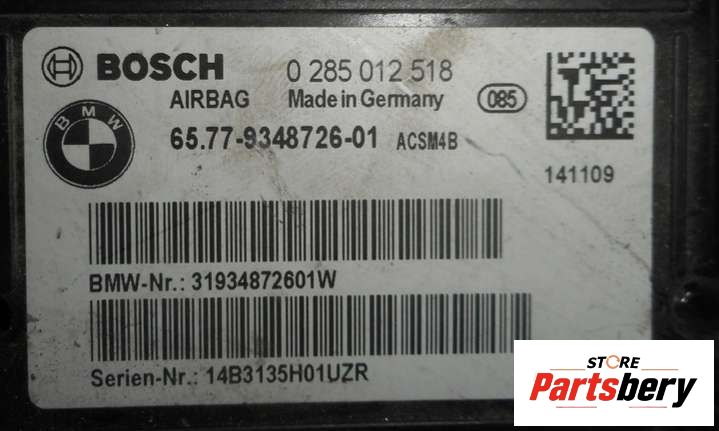 BOSCH 0 285 012 518
AIRBAG Made in Germany 085
BMW 65.77-9348726-01 ACSM4B
141109
BMW-Nr.: 31934872601W
Serien-Nr.: 14B3135H01UZR
STORE
Partsbery